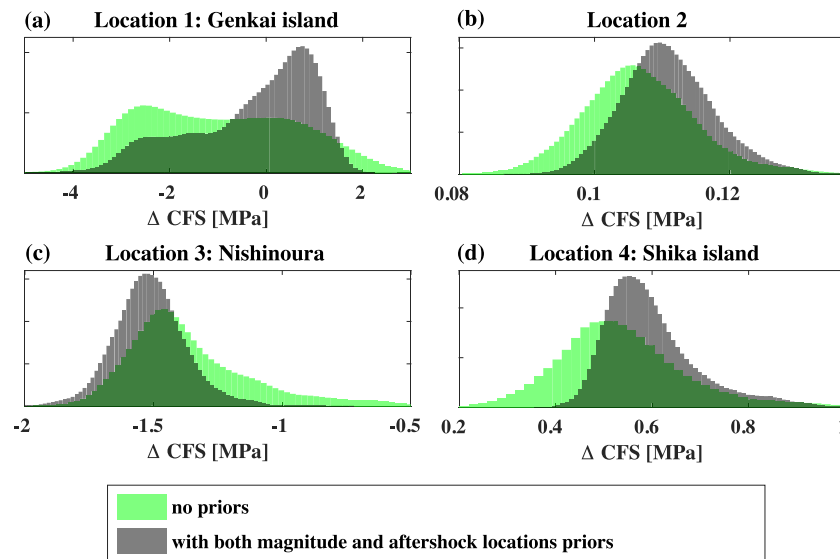 (a) Location 1: Genkai island
-4 -2 0 2
Δ CFS [MPa]
(b) Location 2
0.08 0.1 0.12
Δ CFS [MPa]
(c) Location 3: Nishinoura
-2 -1.5 -1 -0.5
Δ CFS [MPa]
(d) Location 4: Shika island
0.2 0.4 0.6 0.8
Δ CFS [MPa]
no priors
with both magnitude and aftershock locations priors